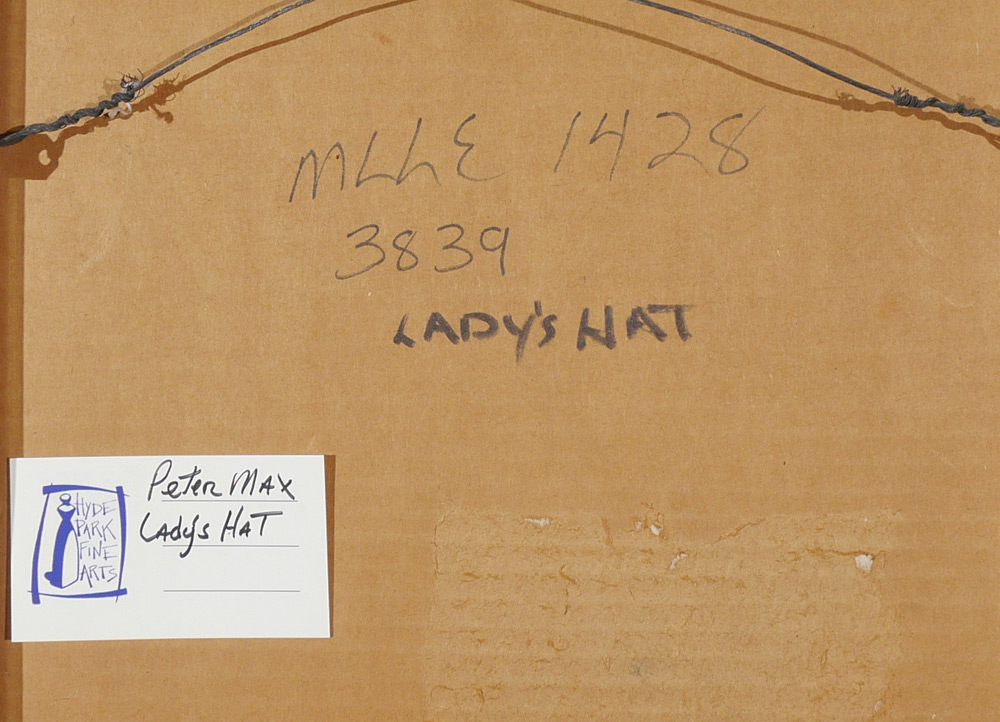 MLLE 1428
3839
LADY'S HAT
Peter MAX
Lady's HAT
HYDE
PARK
FINE
ARTS